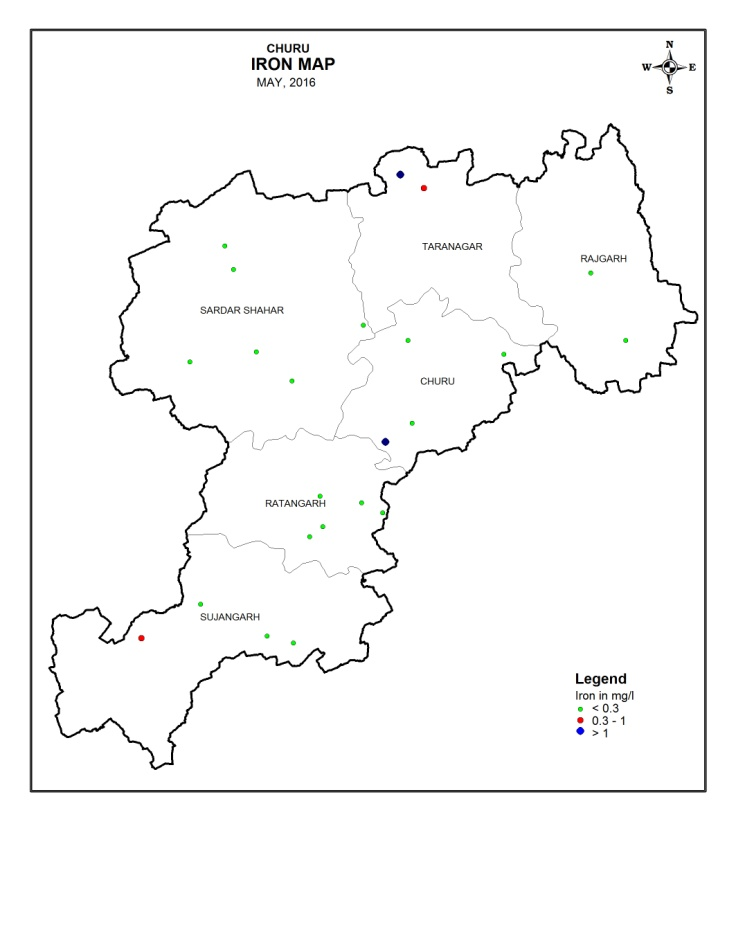 CHURU
IRON MAP
MAY, 2016
N
W E
S
TARANAGAR
RAJGARH
SARDAR SHAHAR
CHURU
RATANGARH
SUJANGARH
Legend
Iron in mg/l
< 0.3
0.3 - 1
> 1